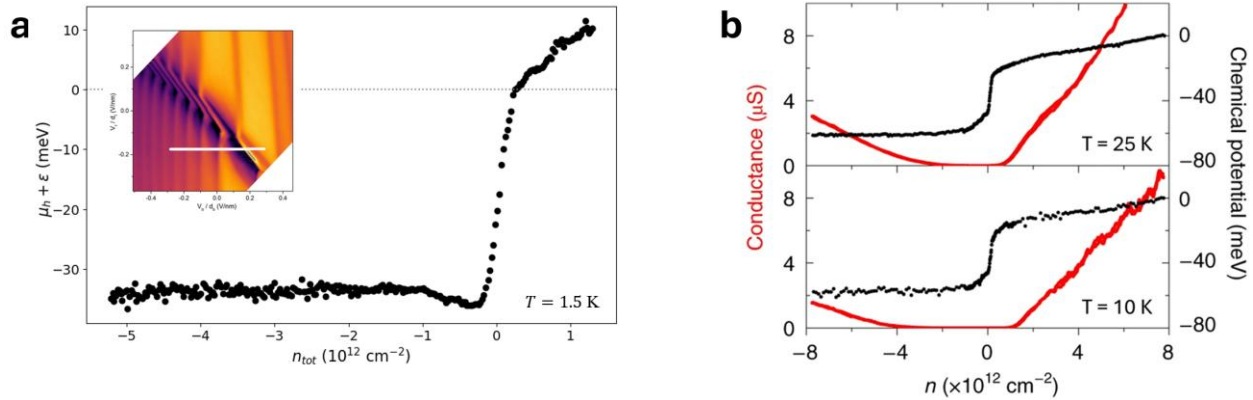 a
10
0
−10
−20
−30
μₕ + ε (meV)
−5 −4 −3 −2 −1 0 1
n_tot (10¹² cm⁻²)
T = 1.5 K
0.2
0.0
-0.2
-0.4 -0.2 0.0 0.2 0.4
b
Conductance (μS)
8
4
0
8
4
0
T = 25 K
T = 10 K
0
−40
−80
0
−40
−80
Chemical potential (meV)
−8 −4 0 4 8
n (×10¹² cm⁻²)